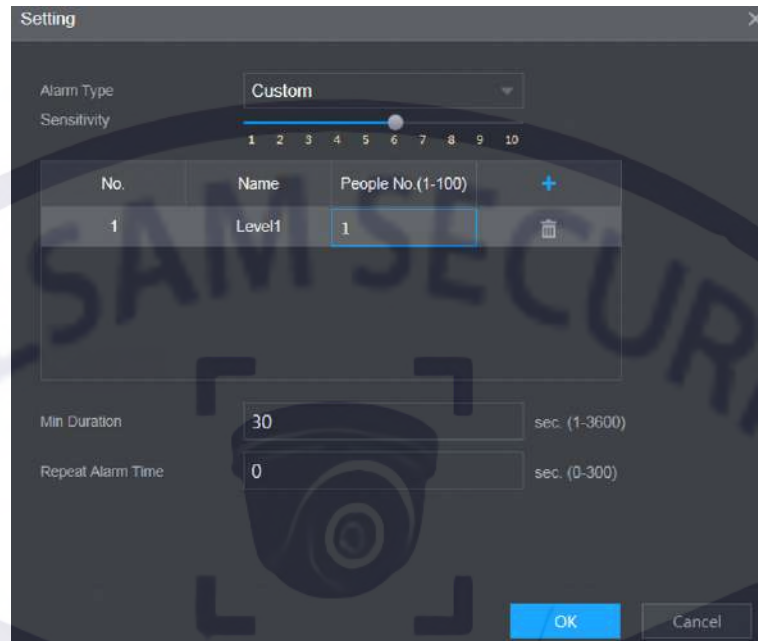 Setting
Alarm Type Custom
Sensitivity
1 2 3 4 5 6 7 8 9 10
No. Name People No.(1-100) +
1 Level1 1
SAM SECURI
Min Duration 30 sec. (1-3600)
Repeat Alarm Time 0 sec. (0-300)
OK Cancel